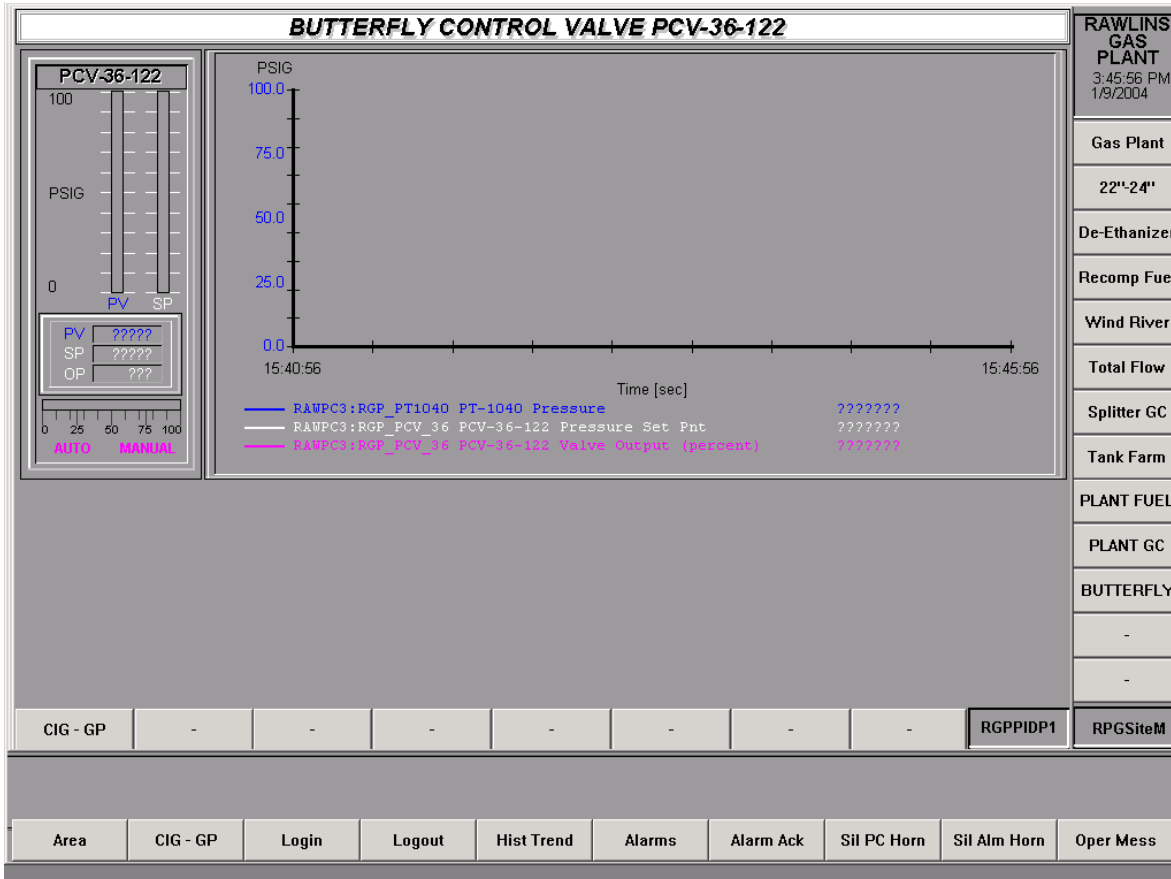 BUTTERFLY CONTROL VALVE PCV-36-122
RAWLINS
GAS
PLANT
3:45:56 PM
1/9/2004
PCV-36-122
100
PSIG
0
PV SP
PV ?????
SP ?????
OP ???
0 25 50 75 100
AUTO MANUAL
PSIG
100.0
75.0
50.0
25.0
0.0
15:40:56 15:45:56
Time [sec]
RAWPC3:RGP_PT1040 PT-1040 Pressure ???????
RAWPC3:RGP_PCV_36 PCV-36-122 Pressure Set Pnt ???????
RAWPC3:RGP_PCV_36 PCV-36-122 Valve Output (percent) ???????
Gas Plant
22"-24"
De-Ethanizer
Recomp Fue
Wind River
Total Flow
Splitter GC
Tank Farm
PLANT FUEL
PLANT GC
BUTTERFLY
-
-
CIG - GP - - - - - - - RGPPIDP1 RPGSiteM
Area CIG - GP Login Logout Hist Trend Alarms Alarm Ack Sil PC Horn Sil Alm Horn Oper Mess